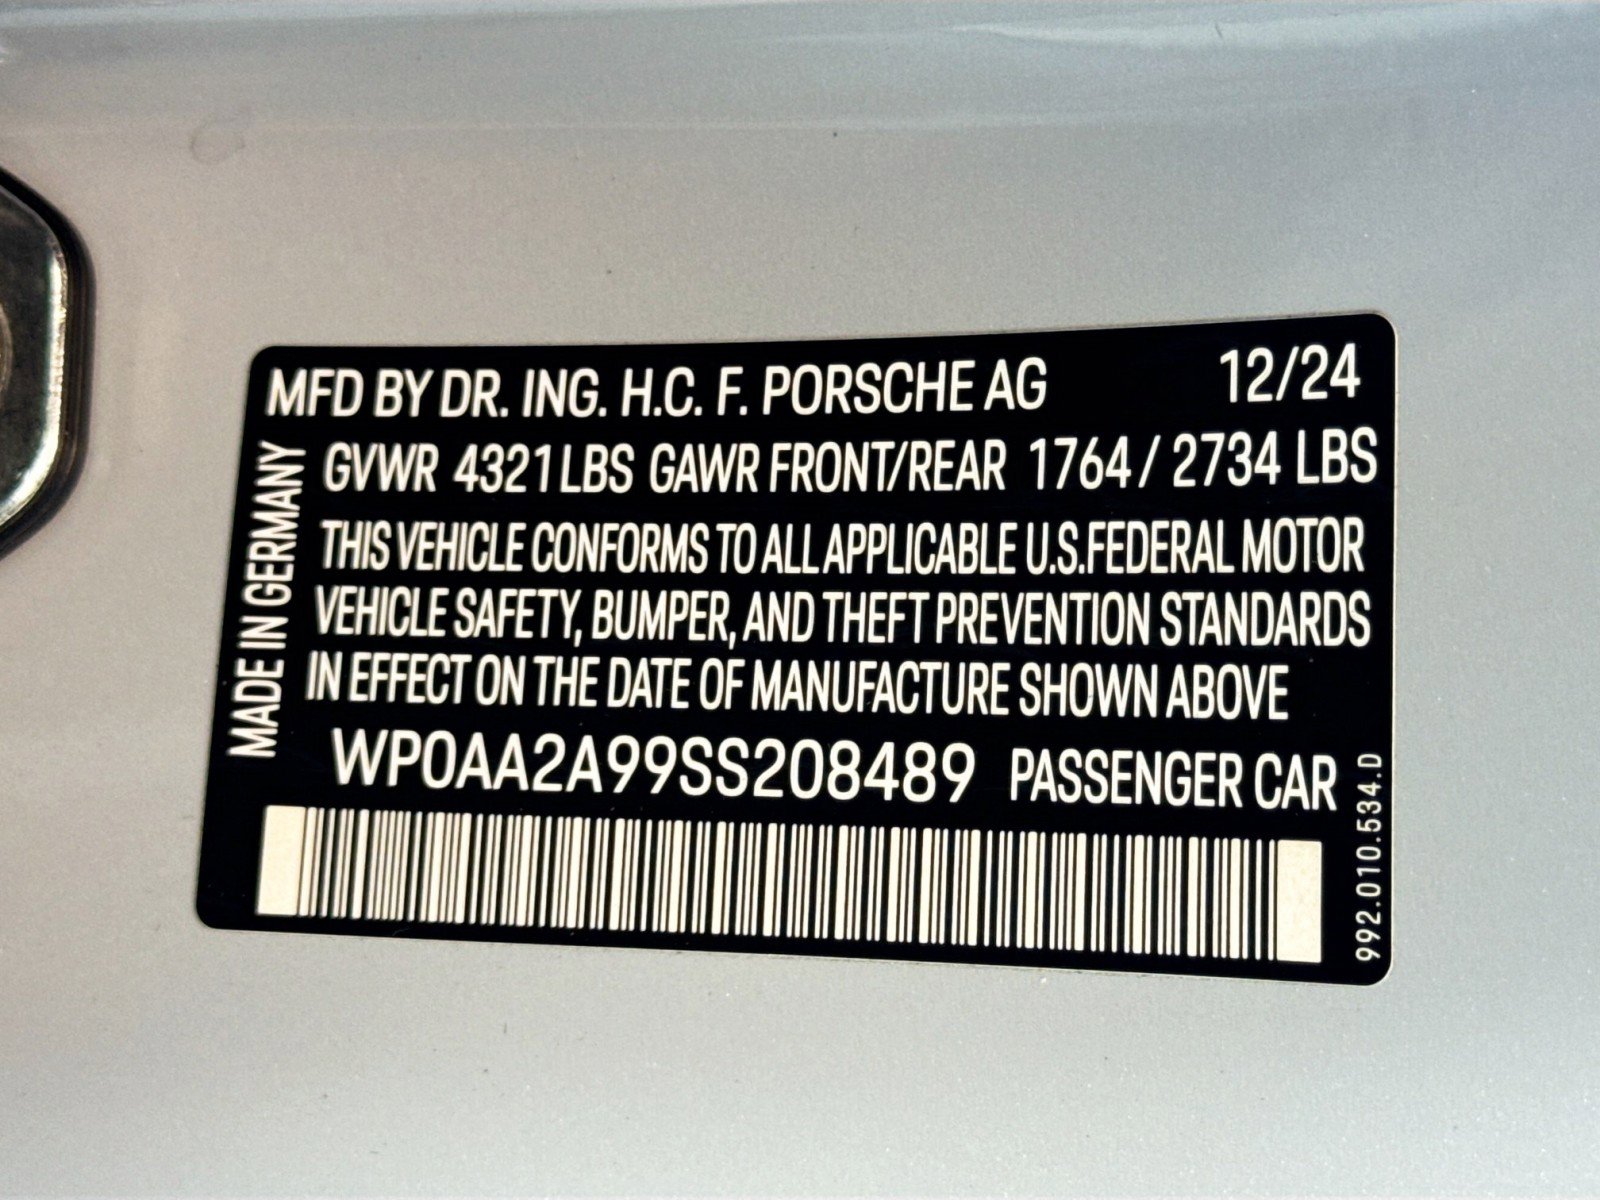 MFD BY DR. ING. H.C. F. PORSCHE AG 12/24
GVWR 4321 LBS GAWR FRONT/REAR 1764 / 2734 LBS
THIS VEHICLE CONFORMS TO ALL APPLICABLE U.S.FEDERAL MOTOR
VEHICLE SAFETY, BUMPER, AND THEFT PREVENTION STANDARDS
IN EFFECT ON THE DATE OF MANUFACTURE SHOWN ABOVE
WP0AA2A99SS208489 PASSENGER CAR
MADE IN GERMANY
992.010.534.D